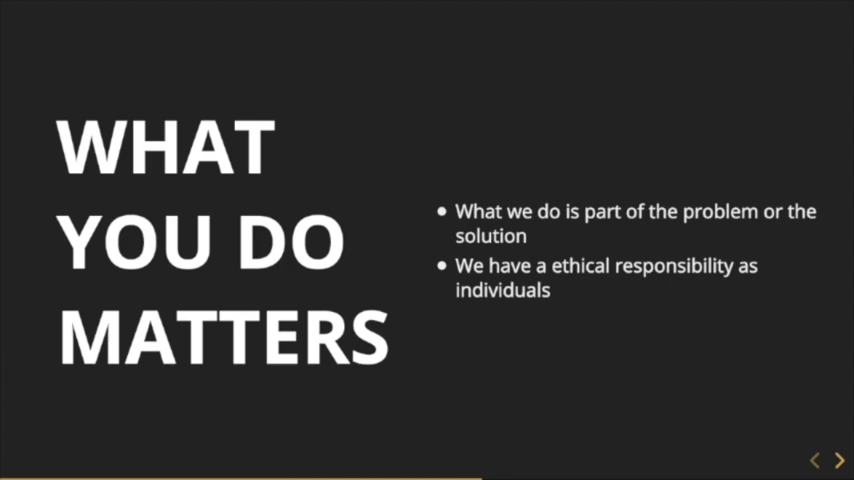 WHAT
YOU DO
MATTERS
• What we do is part of the problem or the
solution
• We have a ethical responsibility as
individuals